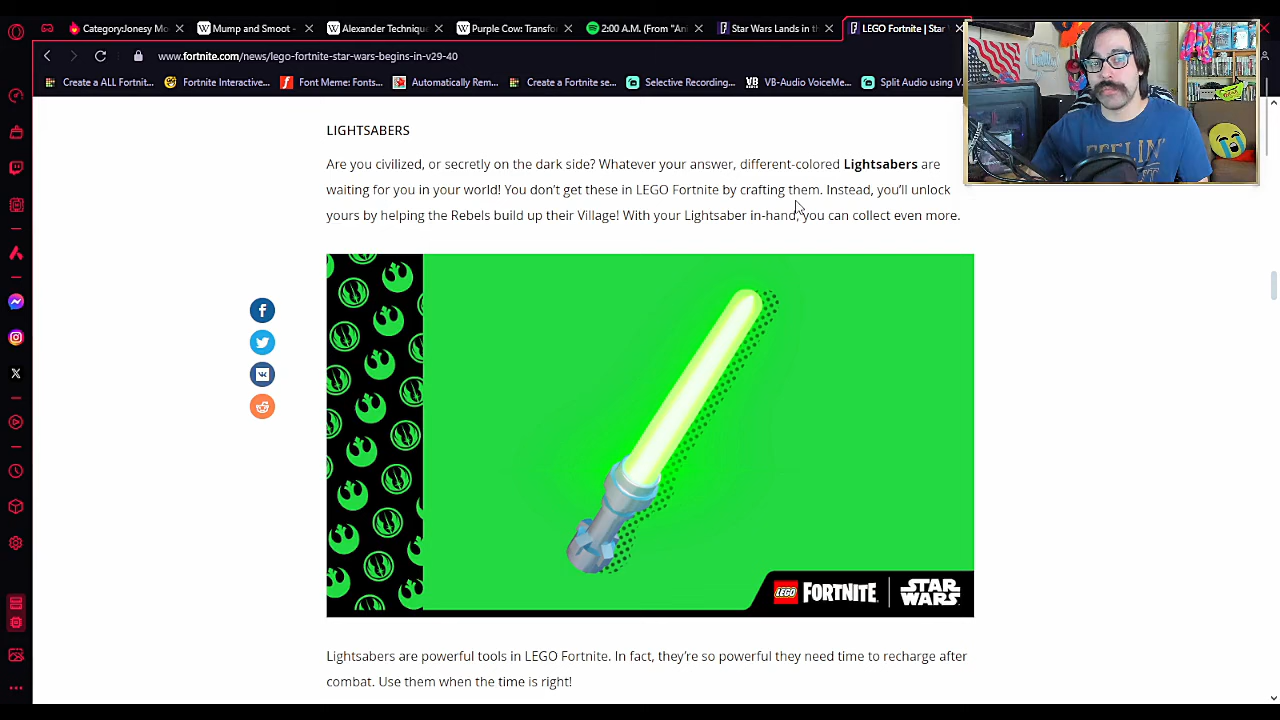 Category:Jonesy Mo
Mump and Smoot
Alexander Technique
Purple Cow: Transfo
2:00 A.M. (From "An
Star Wars Lands in th
LEGO Fortnite | Star
www.fortnite.com/news/lego-fortnite-star-wars-begins-in-v29-40
Create a ALL Fortnit...
Fortnite Interactive...
Font Meme: Fonts...
Automatically Rem...
Create a Fortnite se...
Selective Recording...
VB-Audio VoiceMe...
Split Audio using V
LIGHTSABERS
Are you civilized, or secretly on the dark side? Whatever your answer, different-colored Lightsabers are
waiting for you in your world! You don't get these in LEGO Fortnite by crafting them. Instead, you'll unlock
yours by helping the Rebels build up their Village! With your Lightsaber in-hand, you can collect even more.
FEELIN'
LEGO FORTNITE | STAR WARS
Lightsabers are powerful tools in LEGO Fortnite. In fact, they're so powerful they need time to recharge after
combat. Use them when the time is right!